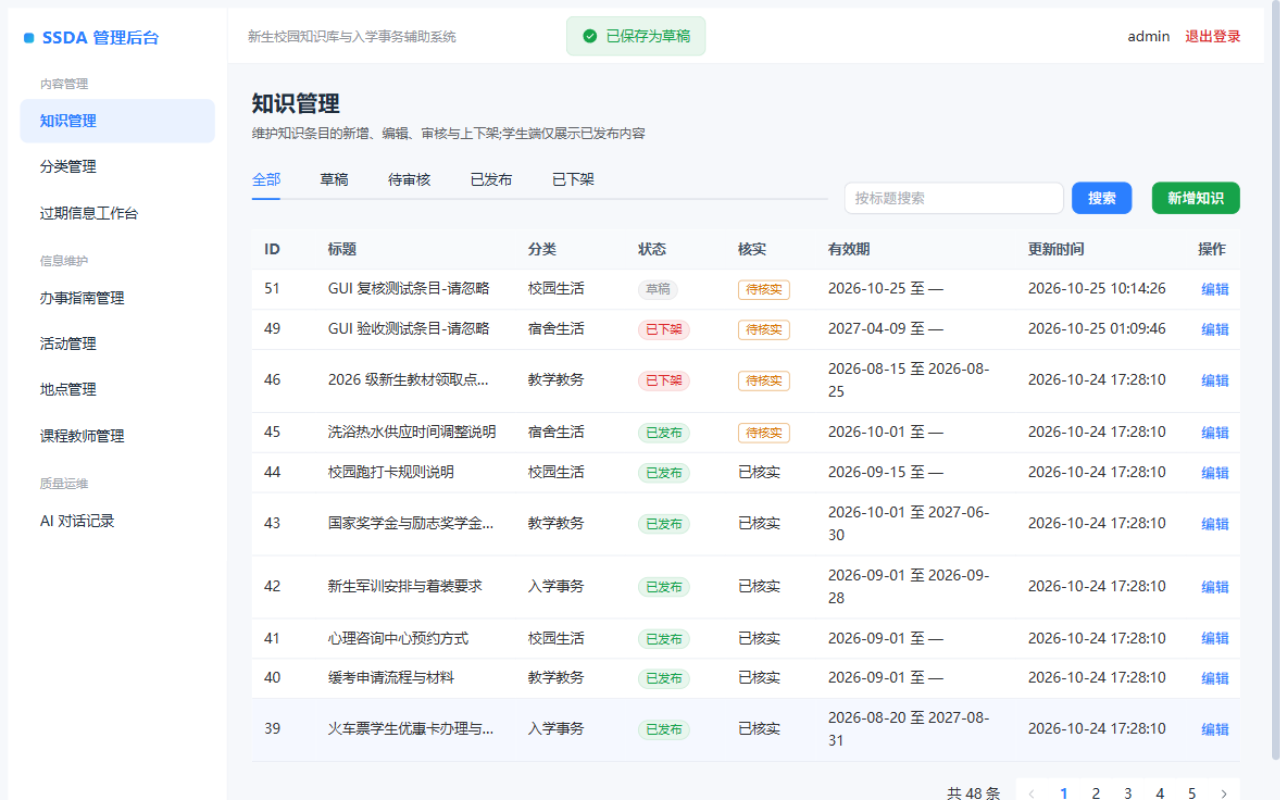 SSDA 管理后台
内容管理
知识管理
分类管理
过期信息工作台
信息维护
办事指南管理
活动管理
地点管理
课程教师管理
质量运维
AI 对话记录
新生校园知识库与入学事务辅助系统
已保存为草稿
admin 退出登录
知识管理
维护知识条目的新增、编辑、审核与上下架;学生端仅展示已发布内容
全部 草稿 待审核 已发布 已下架
按标题搜索 搜索 新增知识
ID 标题 分类 状态 核实 有效期 更新时间 操作
51 GUI 复核测试条目-请忽略 校园生活 草稿 待核实 2026-10-25 至 — 2026-10-25 10:14:26 编辑
49 GUI 验收测试条目-请忽略 宿舍生活 已下架 待核实 2027-04-09 至 — 2026-10-25 01:09:46 编辑
46 2026 级新生教材领取点... 教学教务 已下架 待核实 2026-08-15 至 2026-08-25 2026-10-24 17:28:10 编辑
45 洗浴热水供应时间调整说明 宿舍生活 已发布 待核实 2026-10-01 至 — 2026-10-24 17:28:10 编辑
44 校园跑打卡规则说明 校园生活 已发布 已核实 2026-09-15 至 — 2026-10-24 17:28:10 编辑
43 国家奖学金与励志奖学金... 教学教务 已发布 已核实 2026-10-01 至 2027-06-30 2026-10-24 17:28:10 编辑
42 新生军训安排与着装要求 入学事务 已发布 已核实 2026-09-01 至 2026-09-28 2026-10-24 17:28:10 编辑
41 心理咨询中心预约方式 校园生活 已发布 已核实 2026-09-01 至 — 2026-10-24 17:28:10 编辑
40 缓考申请流程与材料 教学教务 已发布 已核实 2026-09-01 至 — 2026-10-24 17:28:10 编辑
39 火车票学生优惠卡办理与... 入学事务 已发布 已核实 2026-08-20 至 2027-08-31 2026-10-24 17:28:10 编辑
共 48 条 1 2 3 4 5